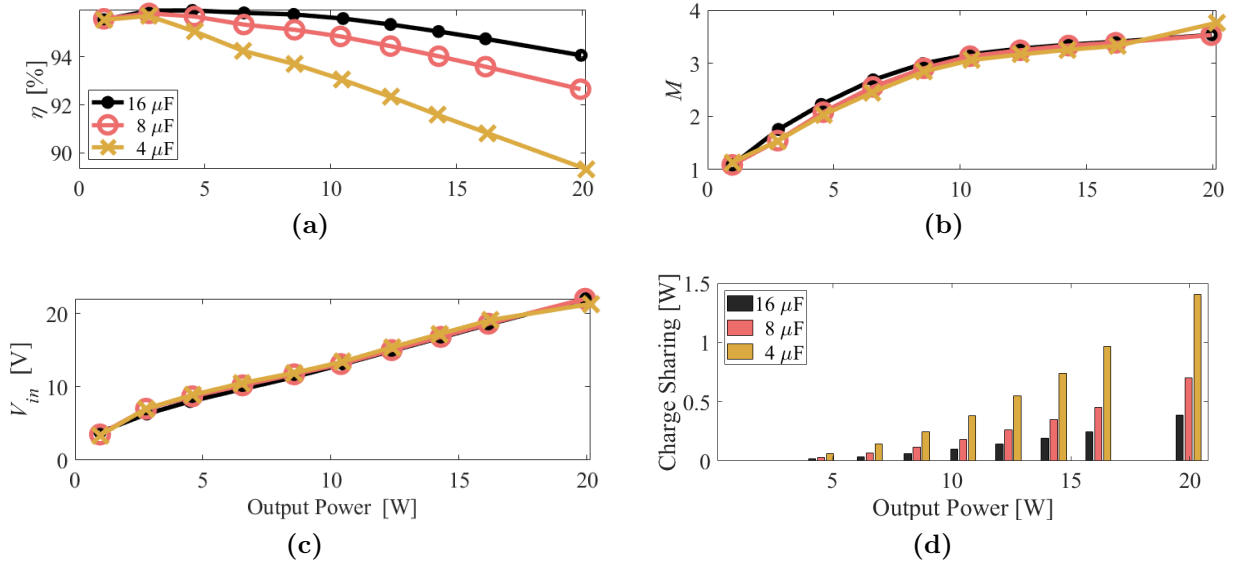 94
92
90
η [%]
16 μF
8 μF
4 μF
0 5 10 15 20
(a)
4
3
2
1
M
0 5 10 15 20
(b)
20
10
0
V_in [V]
0 5 10 15 20
Output Power [W]
(c)
1.5
1
0.5
0
Charge Sharing [W]
16 μF
8 μF
4 μF
5 10 15 20
Output Power [W]
(d)